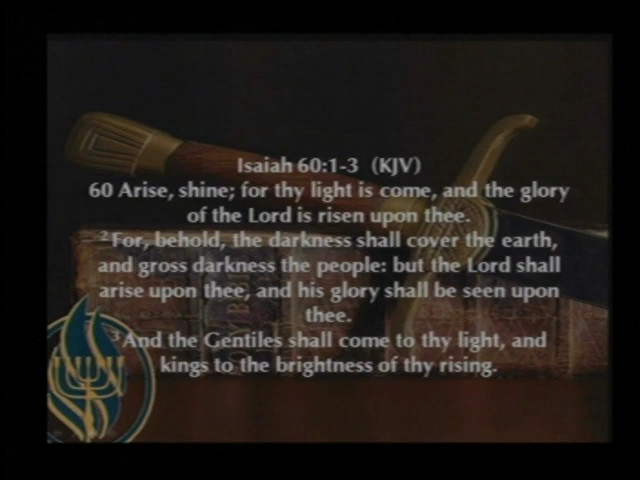 Isaiah 60:1-3 (KJV)
60 Arise, shine; for thy light is come, and the glory
of the Lord is risen upon thee.
2 For, behold, the darkness shall cover the earth,
and gross darkness the people: but the Lord shall
arise upon thee, and his glory shall be seen upon
thee.
3 And the Gentiles shall come to thy light, and
kings to the brightness of thy rising.